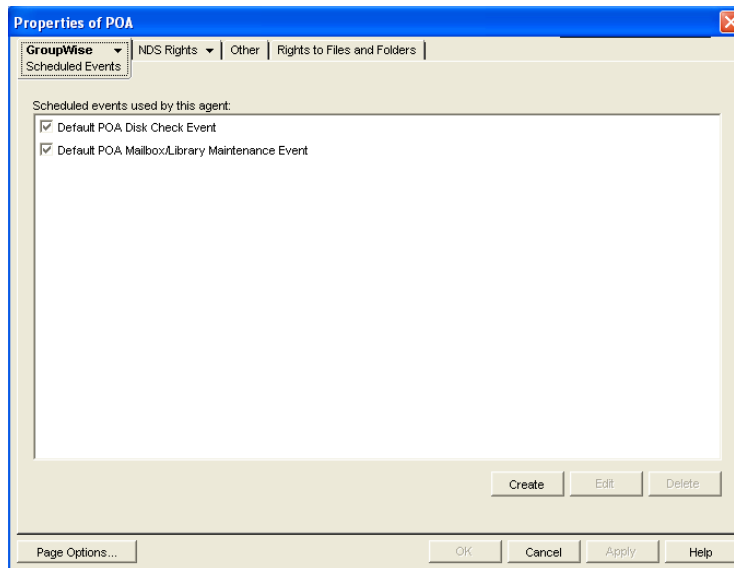 Properties of POA
GroupWise NDS Rights Other Rights to Files and Folders
Scheduled Events
Scheduled events used by this agent:
Default POA Disk Check Event
Default POA Mailbox/Library Maintenance Event
Create Edit Delete
Page Options... OK Cancel Apply Help